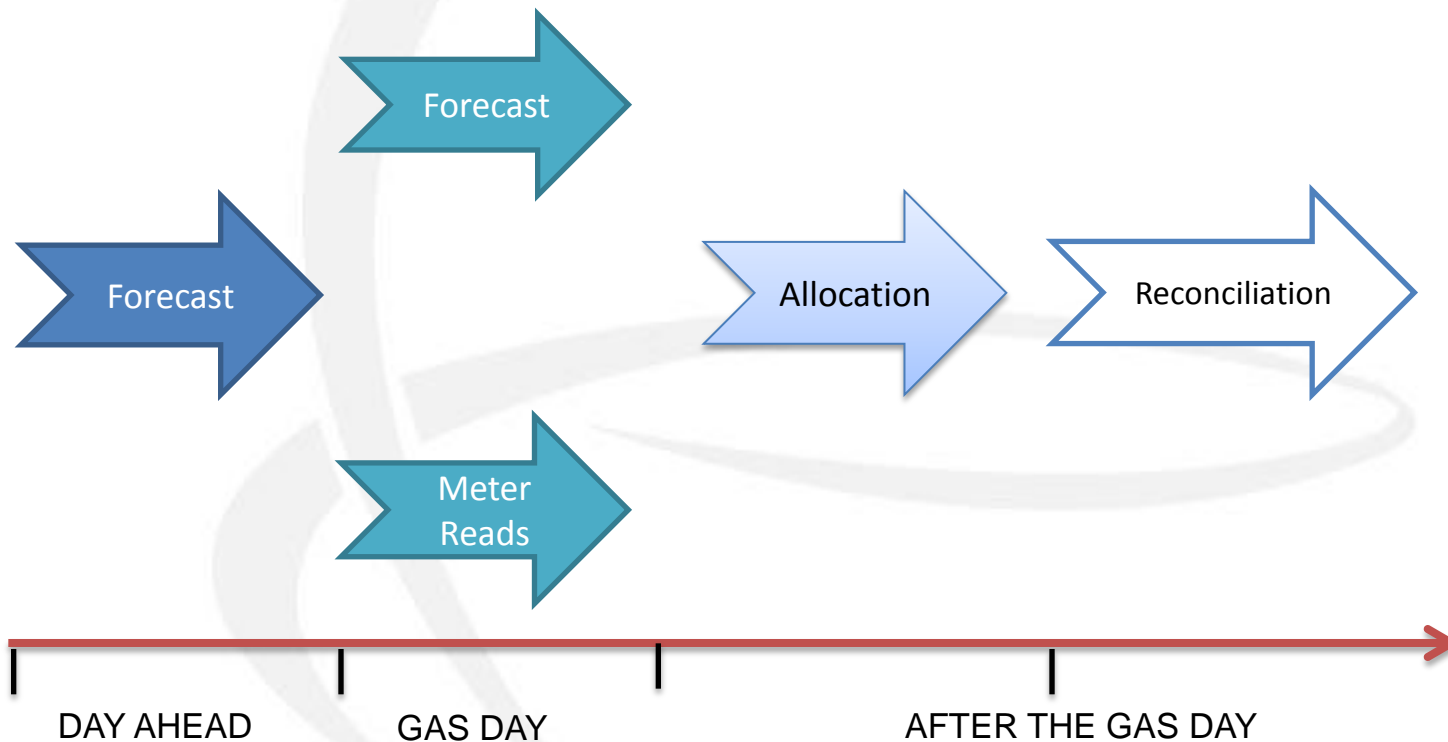 Forecast
Forecast
Allocation
Reconciliation
Meter
Reads
DAY AHEAD
GAS DAY
AFTER THE GAS DAY